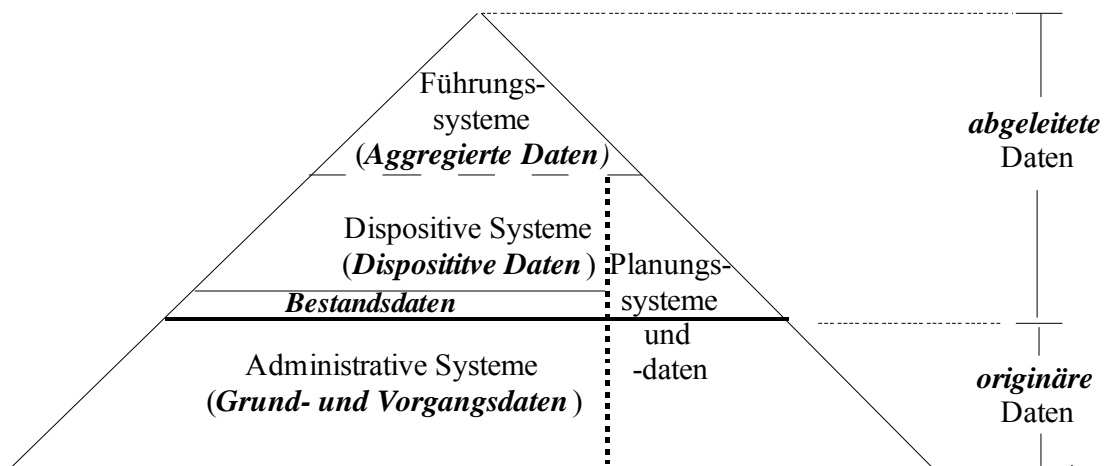 Führungs-
systeme
(Aggregierte Daten)
abgeleitete
Daten
Dispositive Systeme
(Disposititve Daten)
Bestandsdaten
Planungs-
systeme
und
-daten
Administrative Systeme
(Grund- und Vorgangsdaten)
originäre
Daten